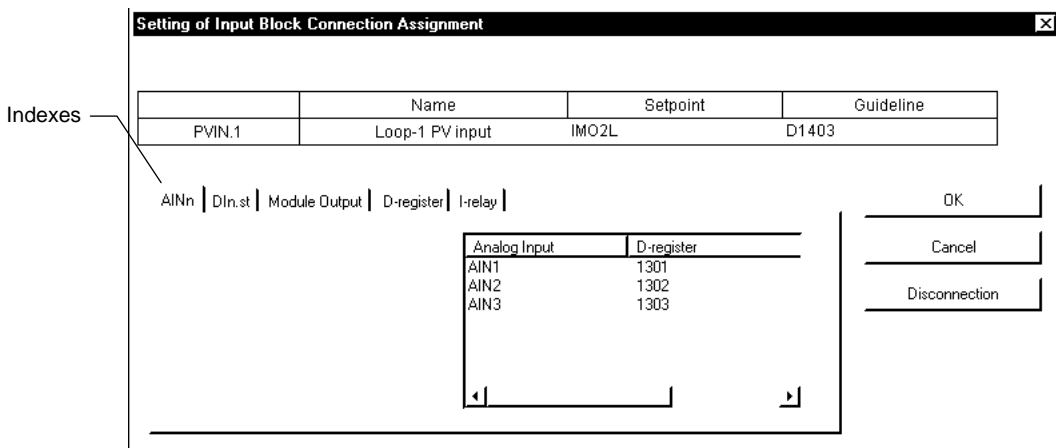 Setting of Input Block Connection Assignment
Name Setpoint Guideline
Indexes
PVIN.1 Loop-1 PV input IMO2L D1403
AINn DIn.st Module Output D-register I-relay
OK
Analog Input D-register
Cancel
AIN1 1301
AIN2 1302
AIN3 1303
Disconnection